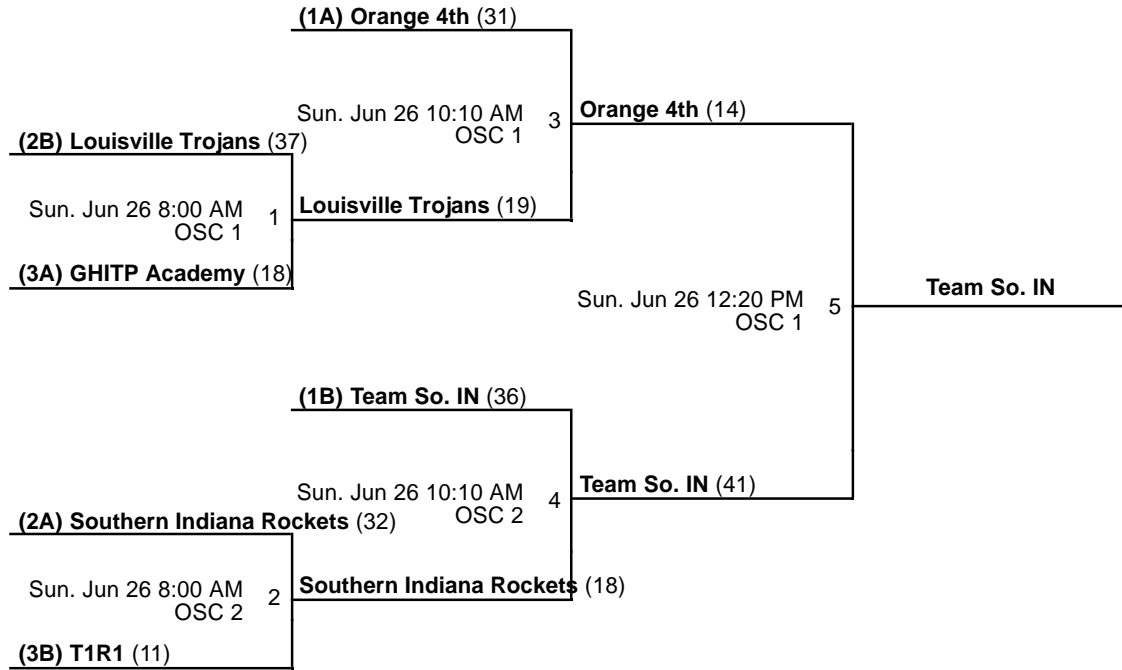 (1A) Orange 4th (31)
Sun. Jun 26 10:10 AM
OSC 1
3
Orange 4th (14)
(2B) Louisville Trojans (37)
Sun. Jun 26 8:00 AM
OSC 1
1
Louisville Trojans (19)
(3A) GHITP Academy (18)
Sun. Jun 26 12:20 PM
OSC 1
5
Team So. IN
(1B) Team So. IN (36)
Sun. Jun 26 10:10 AM
OSC 2
4
Team So. IN (41)
(2A) Southern Indiana Rockets (32)
Sun. Jun 26 8:00 AM
OSC 2
2
Southern Indiana Rockets (18)
(3B) T1R1 (11)